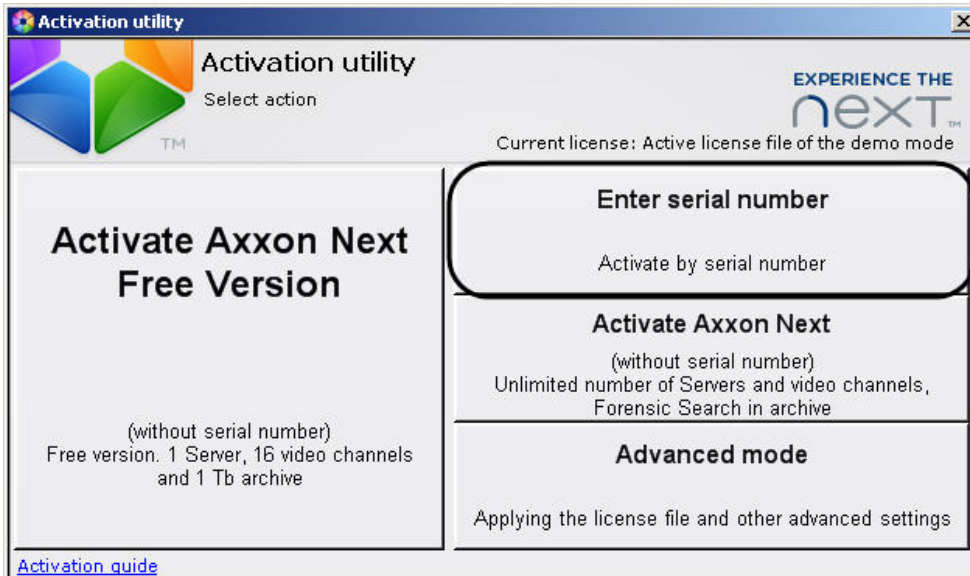 Activation utility
Activation utility
Select action
TM
EXPERIENCE THE
next TM
Current license: Active license file of the demo mode
Activate Axxon Next
Free Version
(without serial number)
Free version. 1 Server, 16 video channels
and 1 Tb archive
Enter serial number
Activate by serial number
Activate Axxon Next
(without serial number)
Unlimited number of Servers and video channels,
Forensic Search in archive
Advanced mode
Applying the license file and other advanced settings
Activation guide